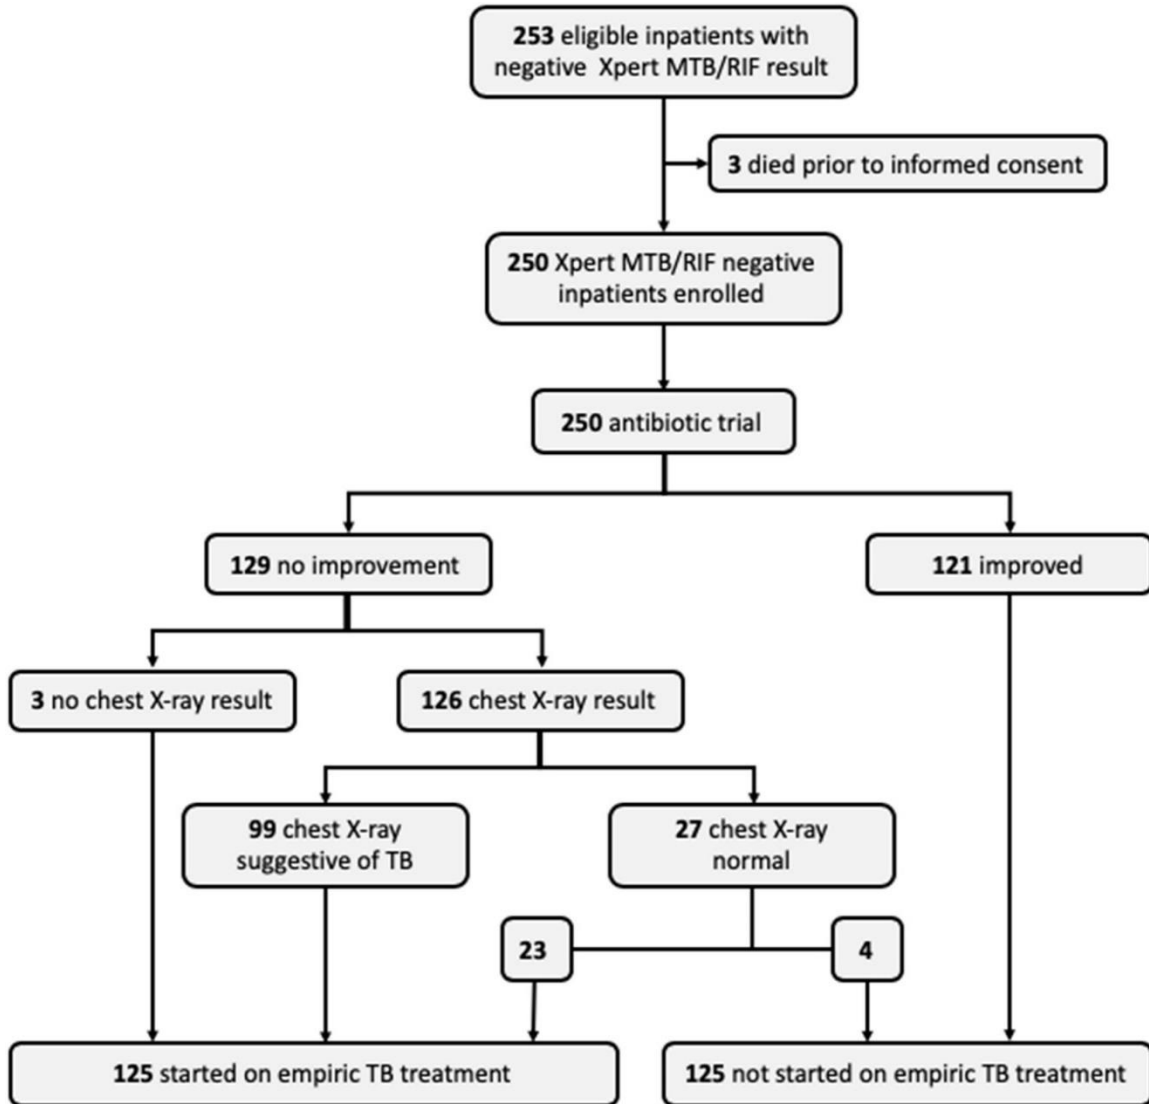 253 eligible inpatients with
negative Xpert MTB/RIF result
3 died prior to informed consent
250 Xpert MTB/RIF negative
inpatients enrolled
250 antibiotic trial
129 no improvement
121 improved
3 no chest X-ray result
126 chest X-ray result
99 chest X-ray
suggestive of TB
27 chest X-ray
normal
23
4
125 started on empiric TB treatment
125 not started on empiric TB treatment